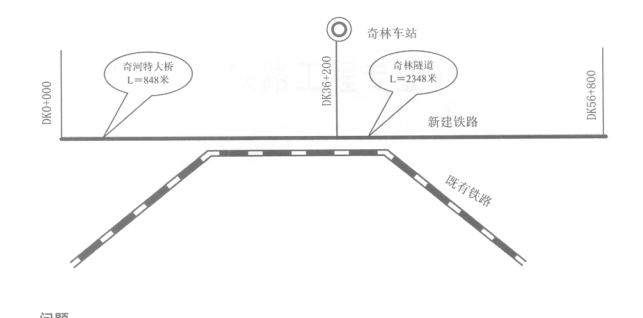 奇林车站
奇河特大桥
L=848米
奇林隧道
L=2348米
DK0+000
DK36+200
DK56+800
新建铁路
既有铁路
问题